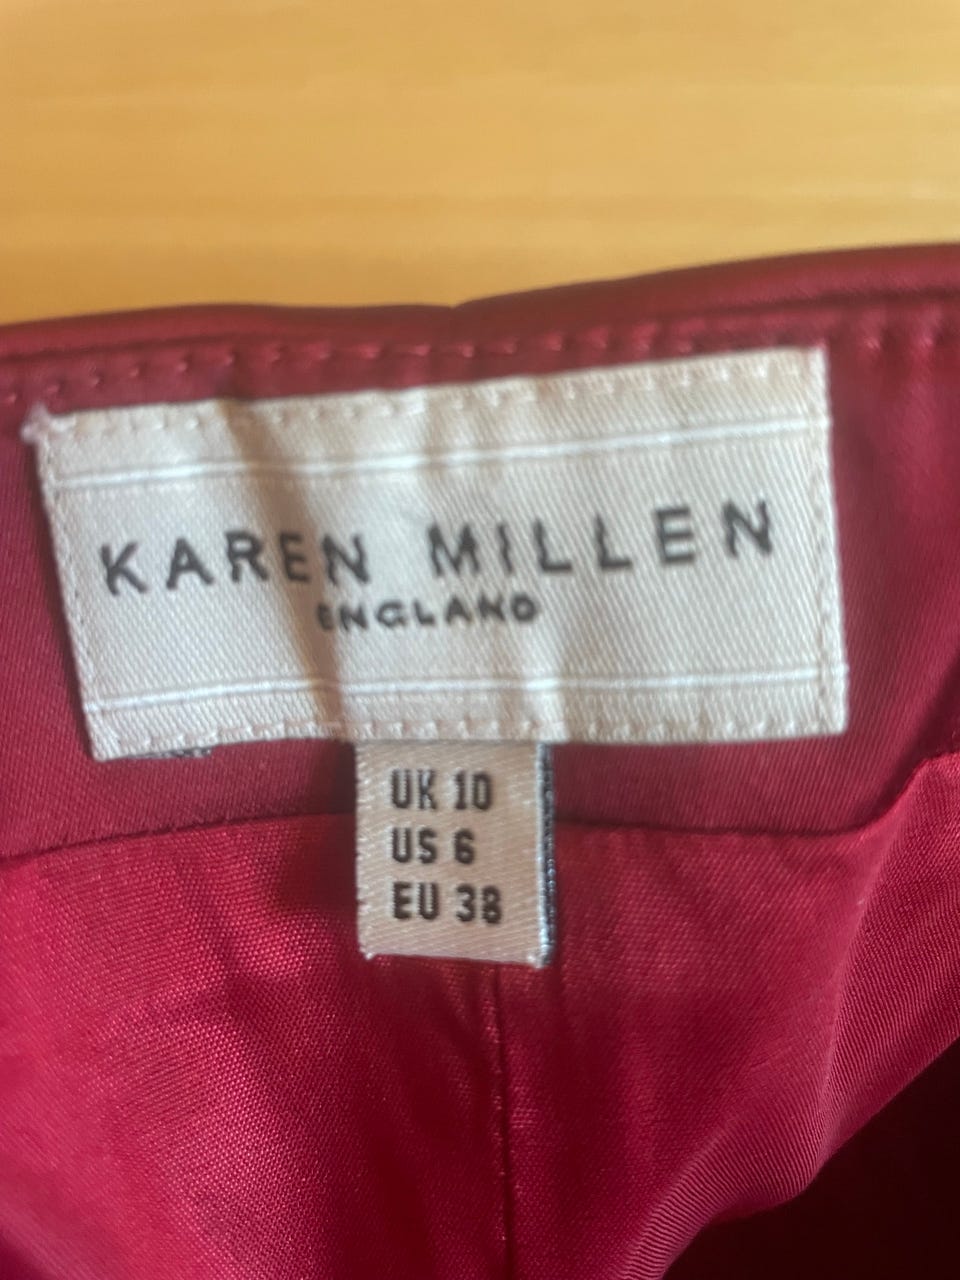 KAREN MILLEN
ENGLAND
UK 10
US 6
EU 38